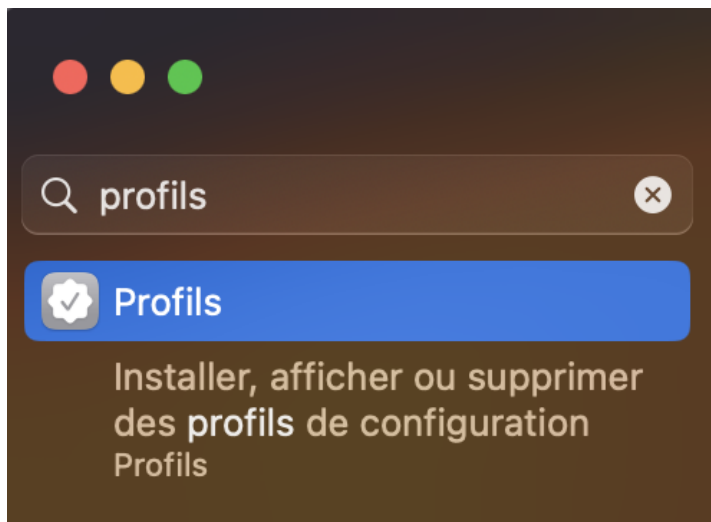 profils
Profils
Installer, afficher ou supprimer
des profils de configuration
Profils